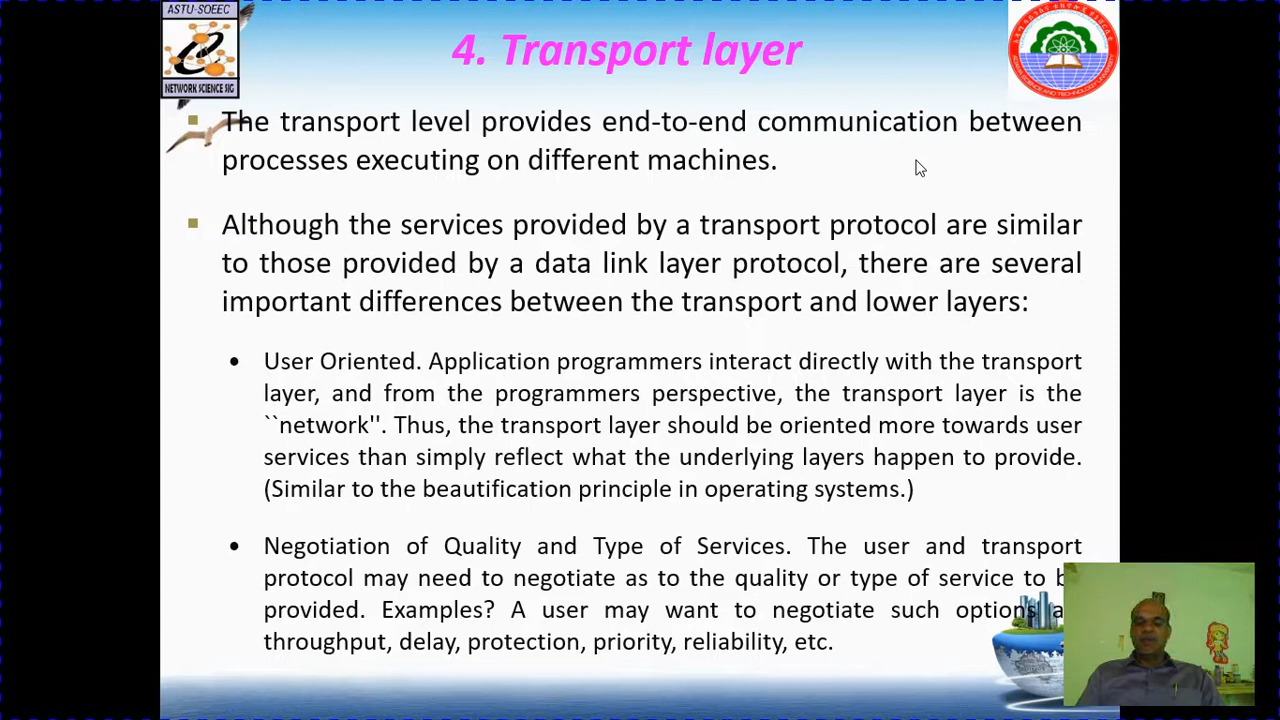 ASTU-SOEEC
NETWORK SCIENCE SIG
4. Transport layer
The transport level provides end-to-end communication between
processes executing on different machines.
Although the services provided by a transport protocol are similar
to those provided by a data link layer protocol, there are several
important differences between the transport and lower layers:
User Oriented. Application programmers interact directly with the transport
layer, and from the programmers perspective, the transport layer is the
``network''. Thus, the transport layer should be oriented more towards user
services than simply reflect what the underlying layers happen to provide.
(Similar to the beautification principle in operating systems.)
Negotiation of Quality and Type of Services. The user and transport
protocol may need to negotiate as to the quality or type of service to
provided. Examples? A user may want to negotiate such options
throughput, delay, protection, priority, reliability, etc.